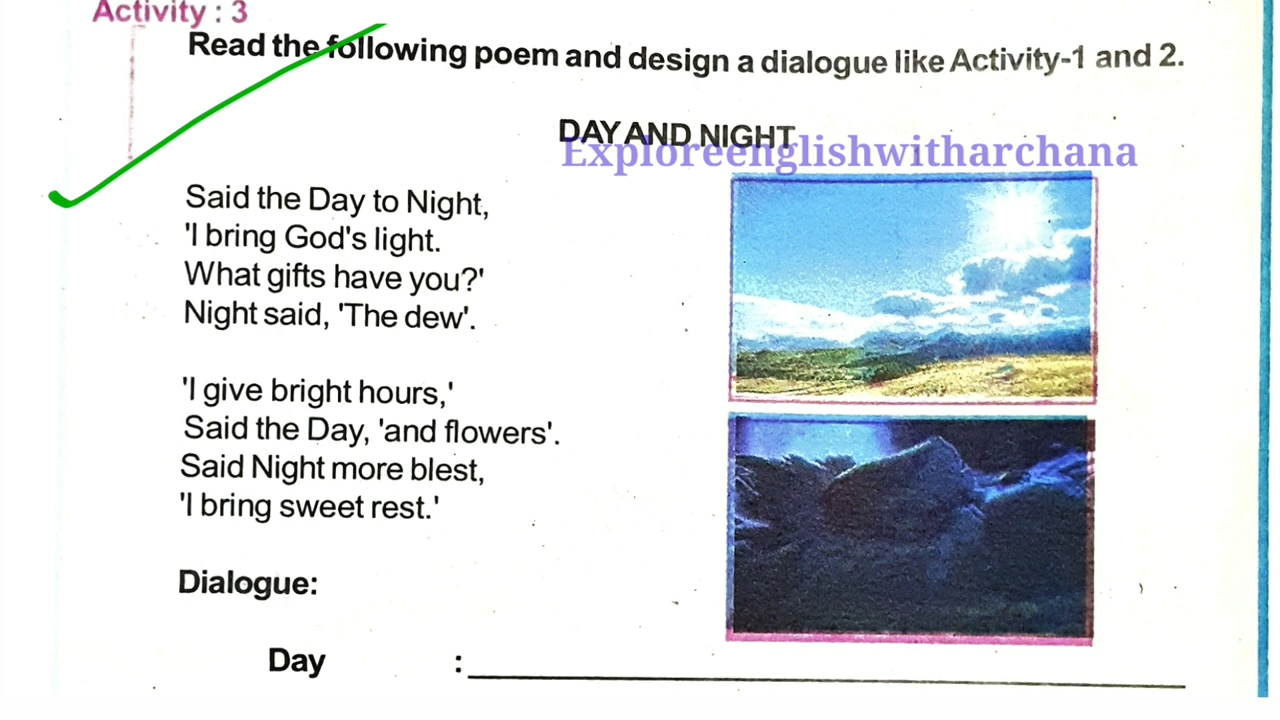 Activity : 3
Read the following poem and design a dialogue like Activity-1 and 2.
DAY AND NIGHT
Exploreenglishwitharchana
Said the Day to Night,
'I bring God's light.
What gifts have you?'
Night said, 'The dew'.
'I give bright hours,'
Said the Day, 'and flowers'.
Said Night more blest,
'I bring sweet rest.'
Dialogue:
Day :